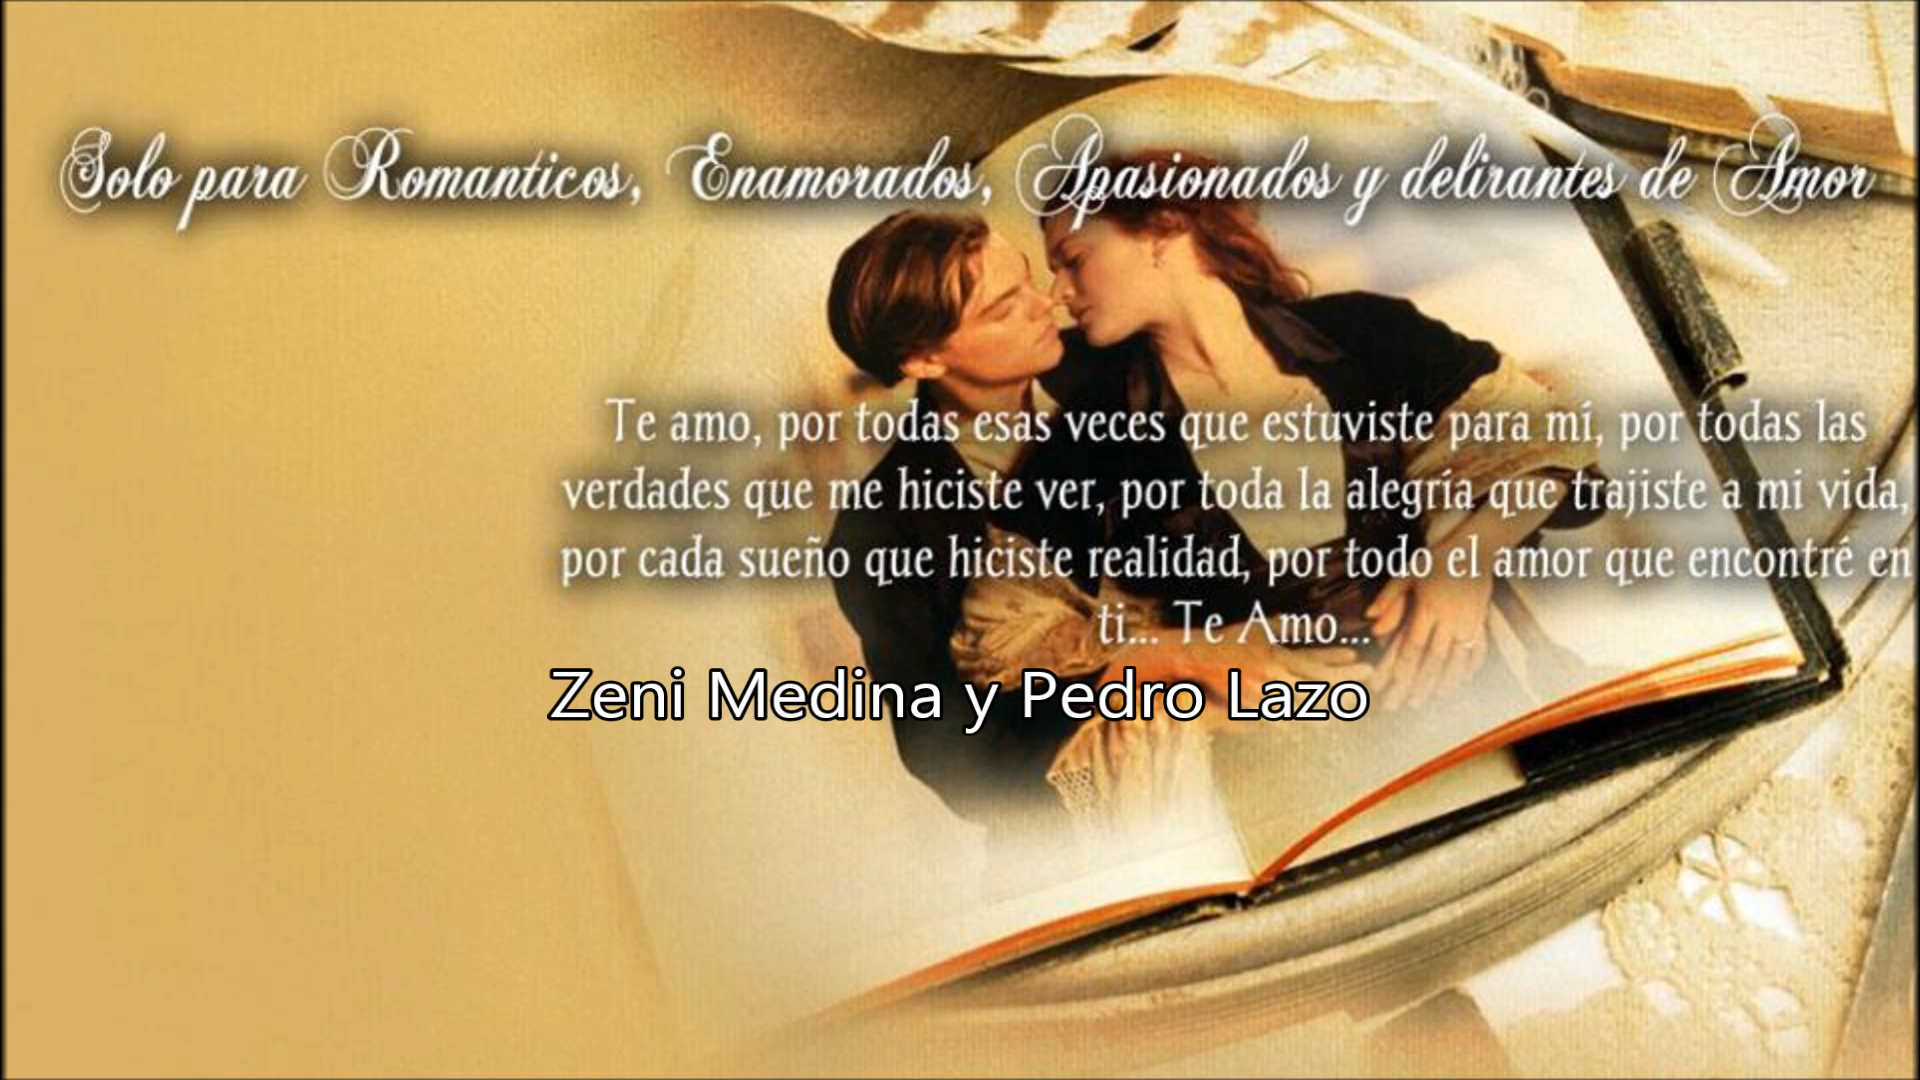 Solo para Romanticos, Enamorados, Apasionados y delirantes de Amor
Te amo, por todas esas veces que estuviste para mí, por todas las
verdades que me hiciste ver, por toda la alegría que trajiste a mi vida,
por cada sueño que hiciste realidad, por todo el amor que encontré en
ti... Te Amo...
Zeni Medina y Pedro Lazo